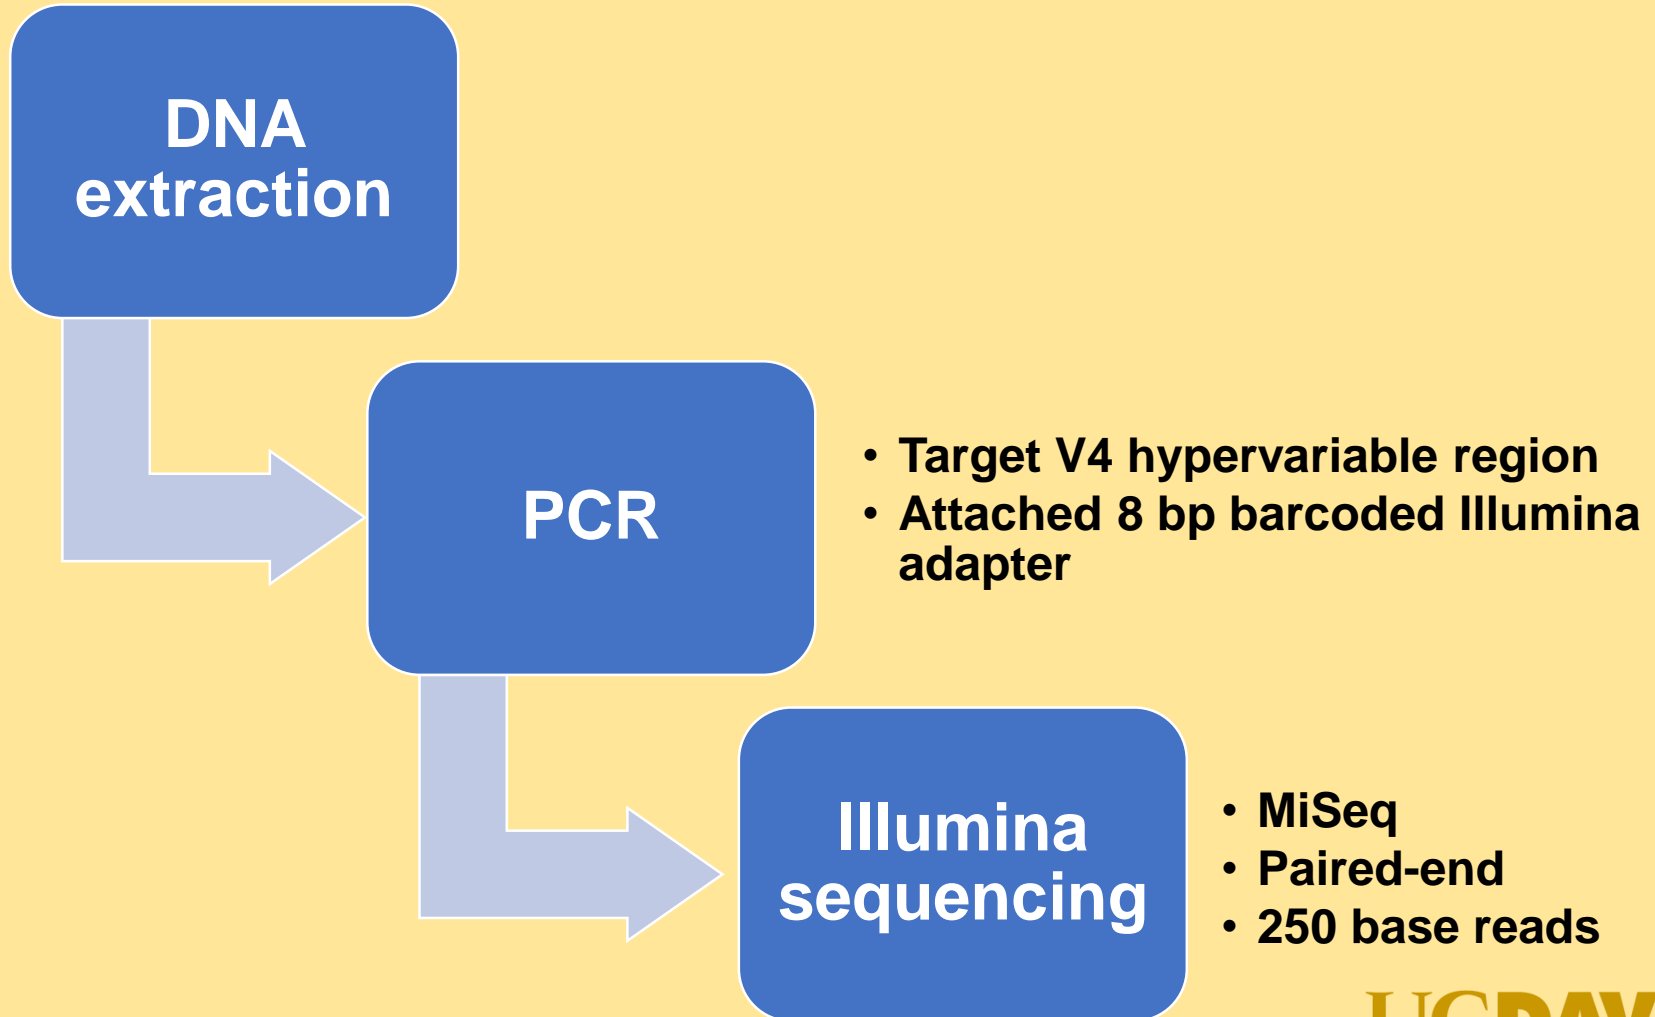 DNA
extraction
PCR
• Target V4 hypervariable region
• Attached 8 bp barcoded Illumina
adapter
Illumina
sequencing
• MiSeq
• Paired-end
• 250 base reads